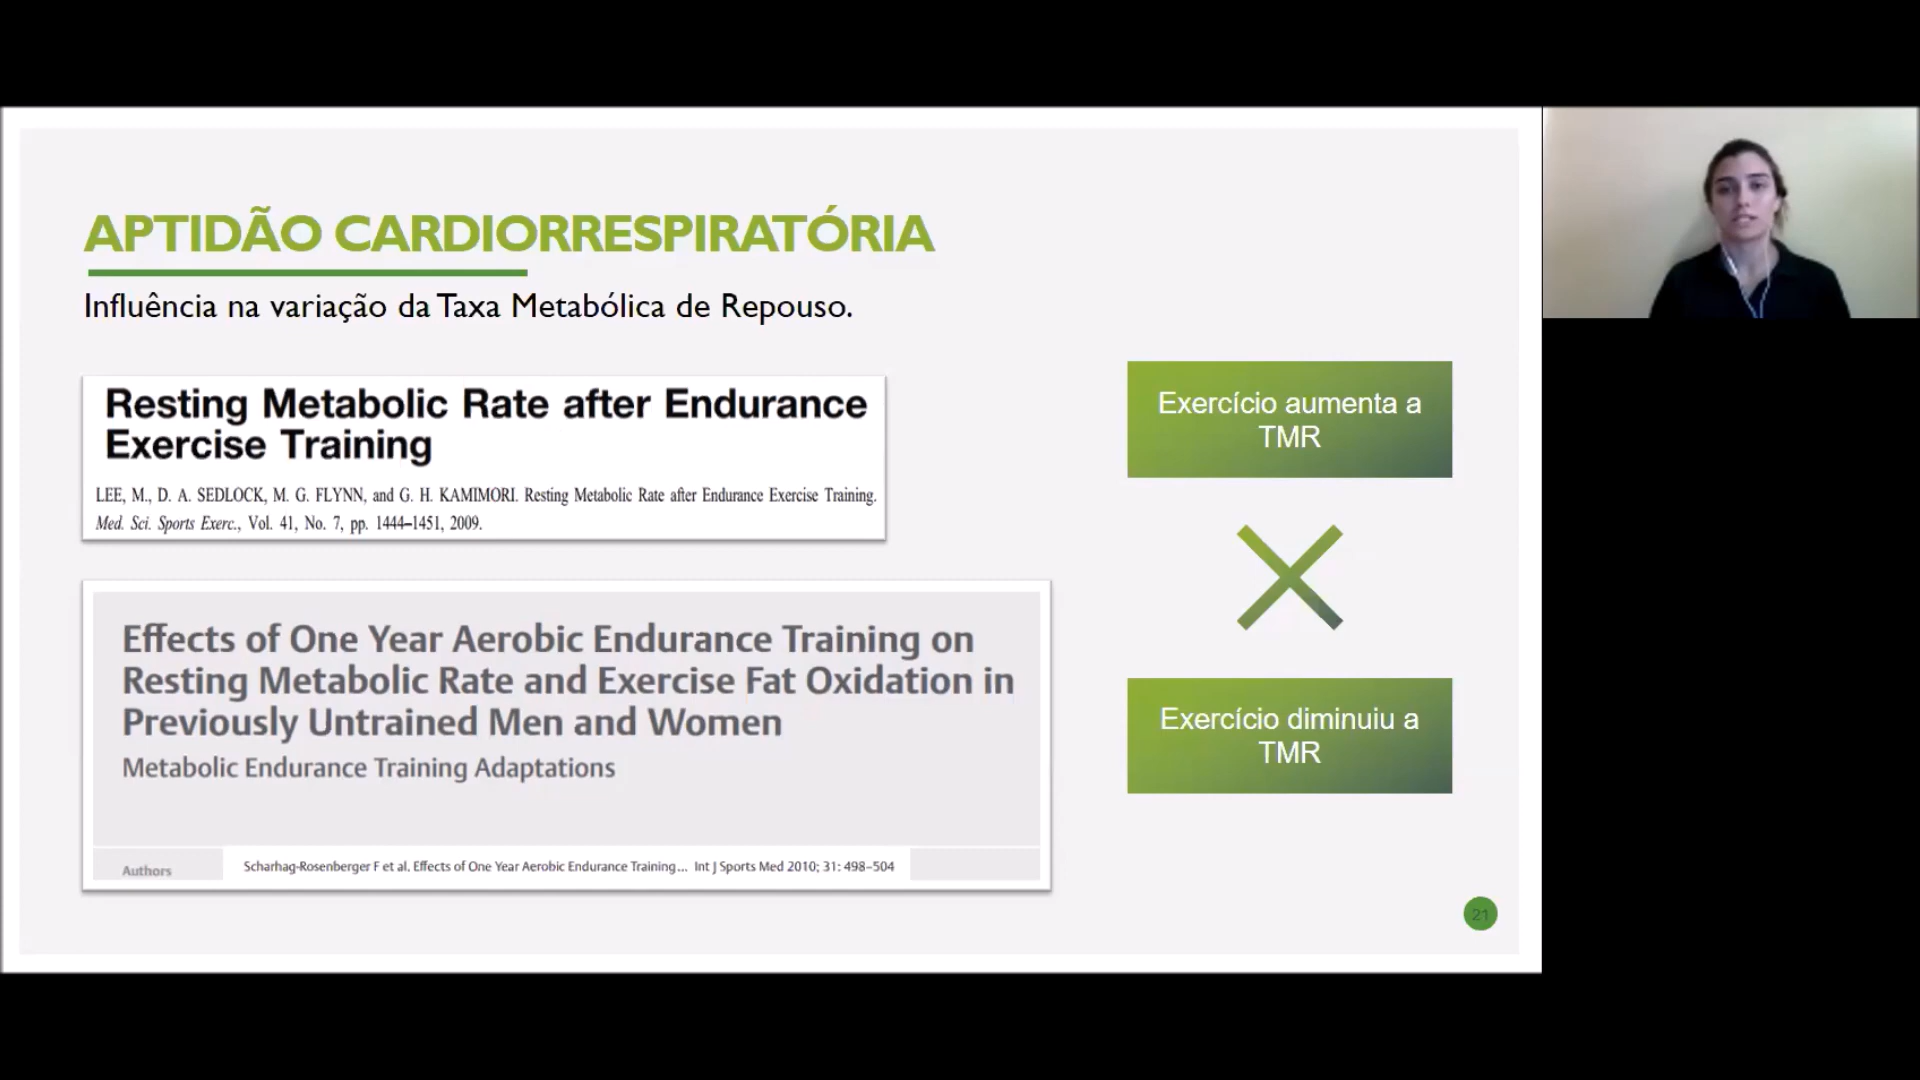 APTIDÃO CARDIORRESPIRATÓRIA
Influência na variação da Taxa Metabólica de Repouso.
Resting Metabolic Rate after Endurance
Exercise Training
LEE, M., D. A. SEDLOCK, M. G. FLYNN, and G. H. KAMIMORI. Resting Metabolic Rate after Endurance Exercise Training.
Med. Sci. Sports Exerc., Vol. 41, No. 7, pp. 1444–1451, 2009.
Exercício aumenta a
TMR
Effects of One Year Aerobic Endurance Training on
Resting Metabolic Rate and Exercise Fat Oxidation in
Previously Untrained Men and Women
Metabolic Endurance Training Adaptations
Authors
Scharhag-Rosenberger F et al. Effects of One Year Aerobic Endurance Training... Int J Sports Med 2010; 31: 498–504
Exercício diminuiu a
TMR
21